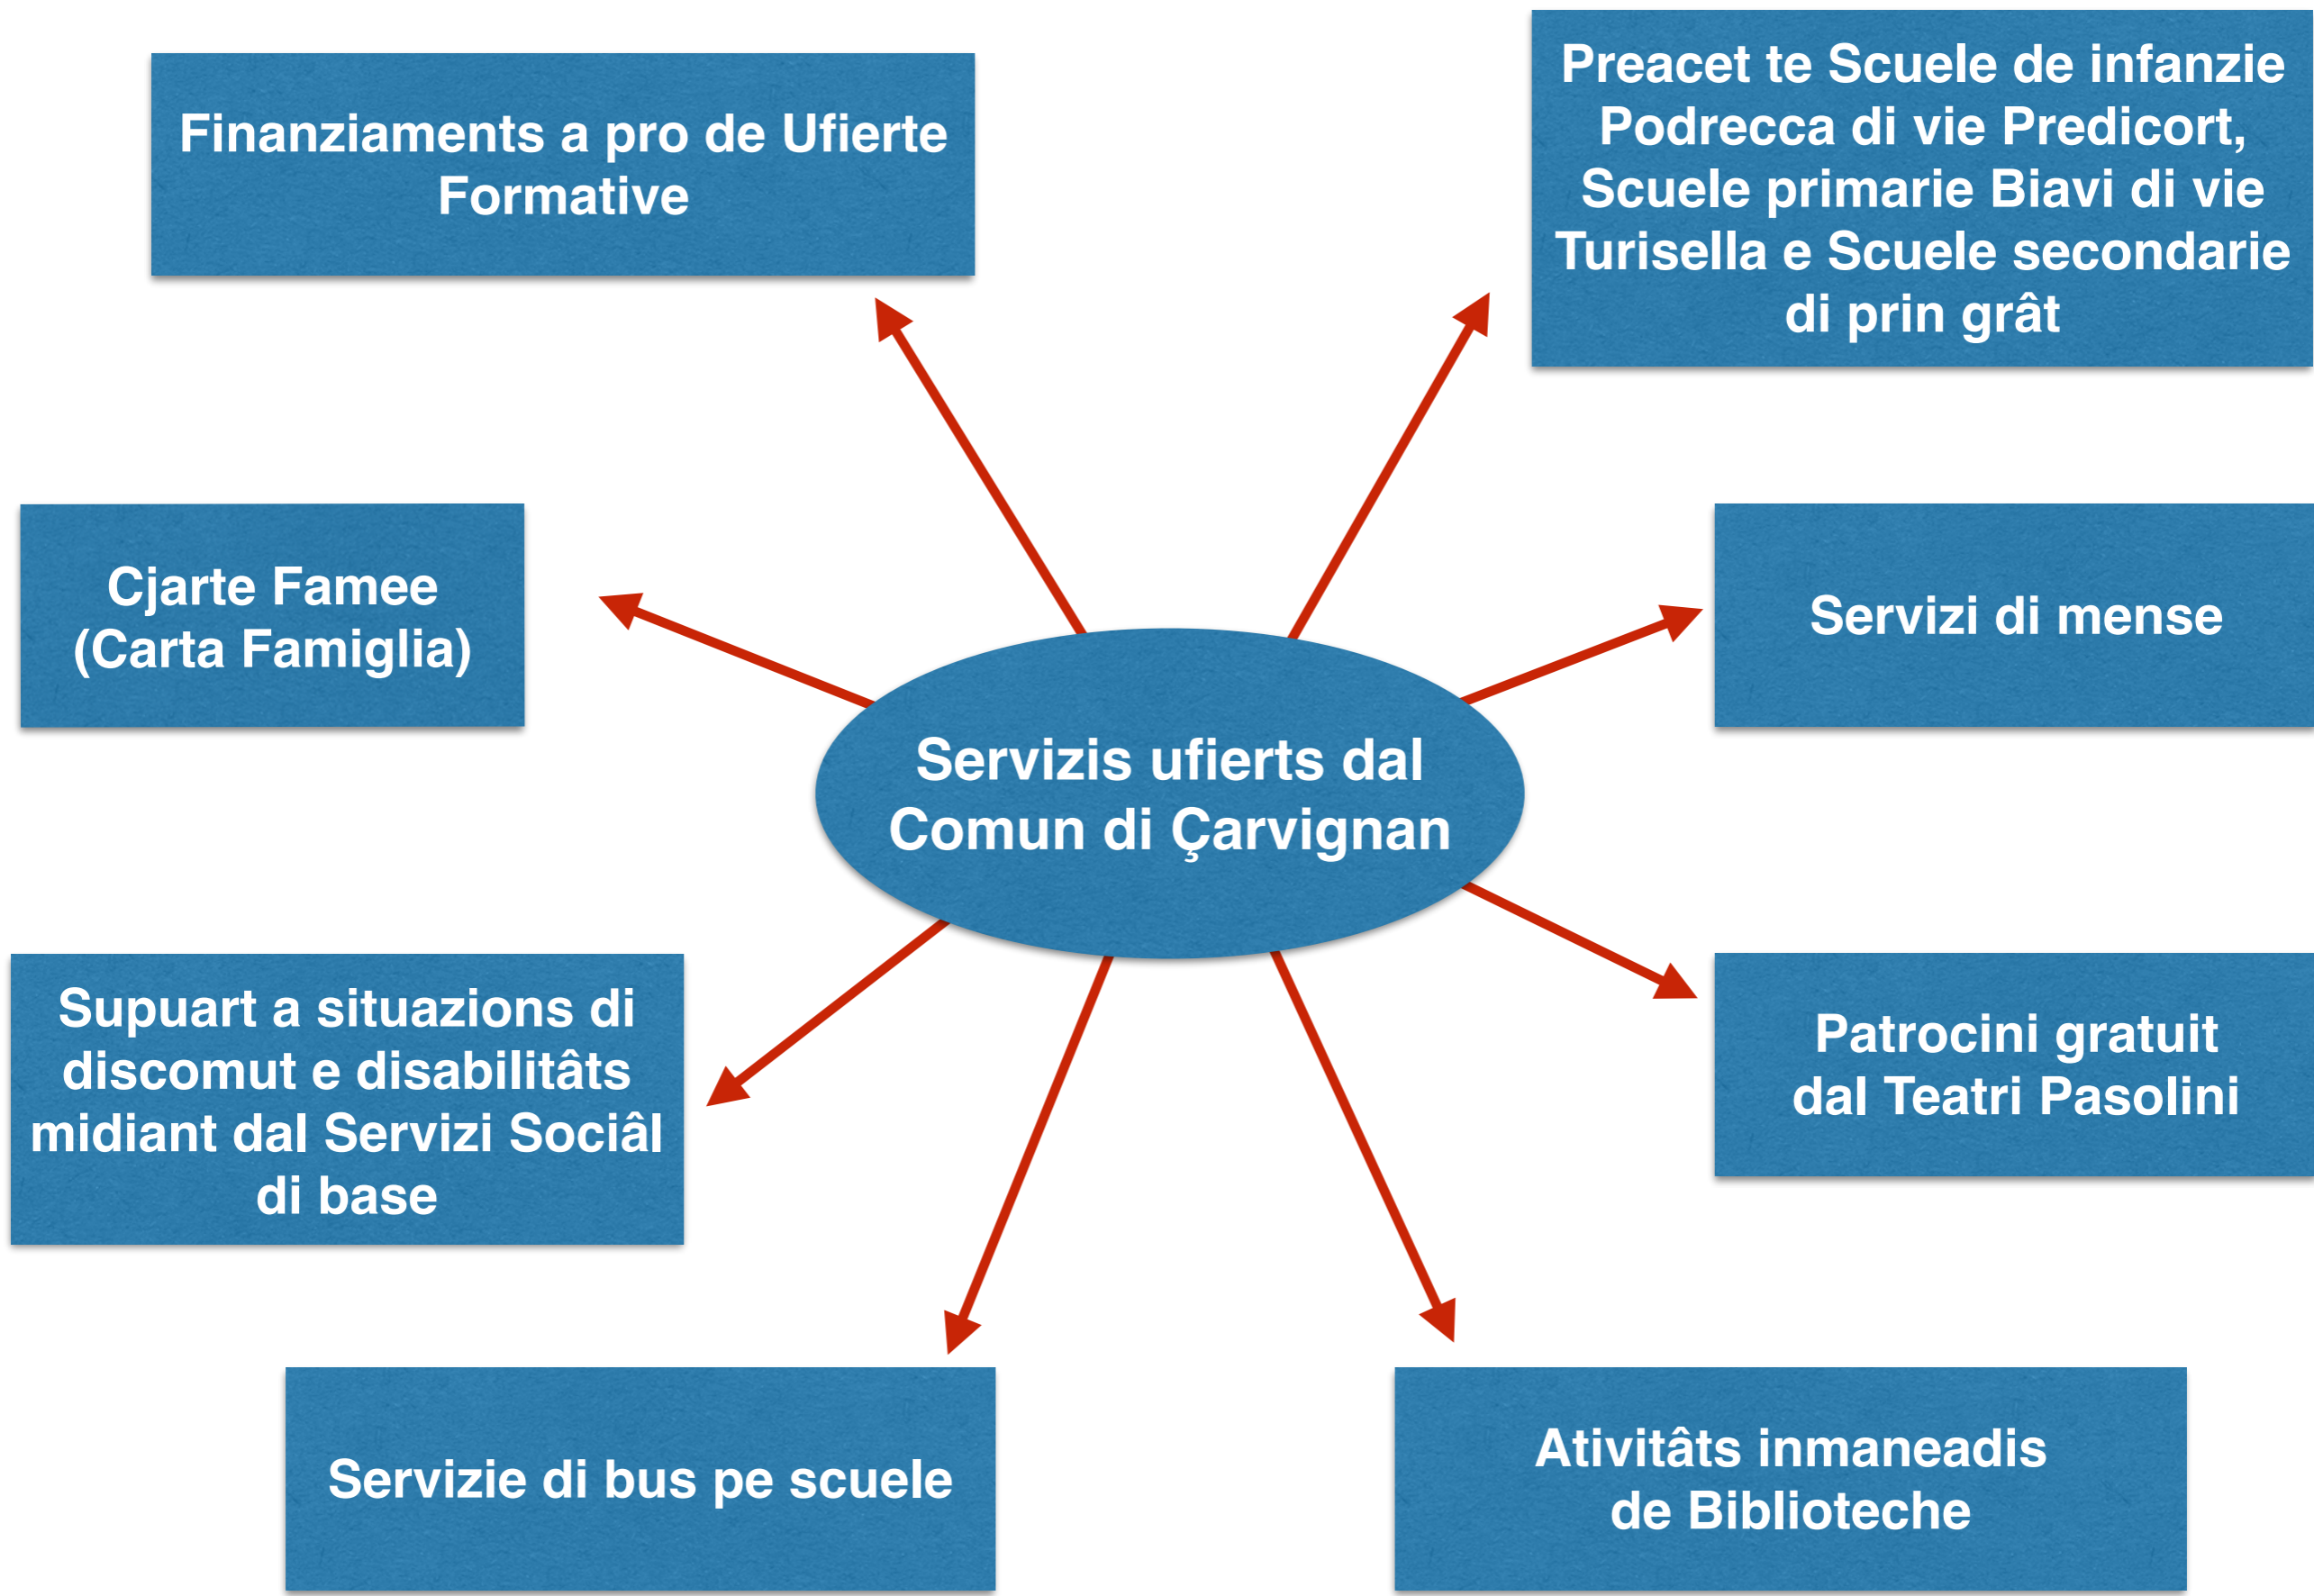 Finanziaments a pro de Ufierte
Formative
Preacet te Scuele de infanzie
Podrecca di vie Predicort,
Scuele primarie Biavi di vie
Turisella e Scuele secondarie
di prin grât
Cjarte Famee
(Carta Famiglia)
Servizi di mense
Servizis ufierts dal
Comun di Çarvignan
Supuart a situazions di
discomut e disabilitâts
midiant dal Servizi Sociâl
di base
Patrocini gratuit
dal Teatri Pasolini
Servizie di bus pe scuele
Ativitâts inmaneadis
de Biblioteche